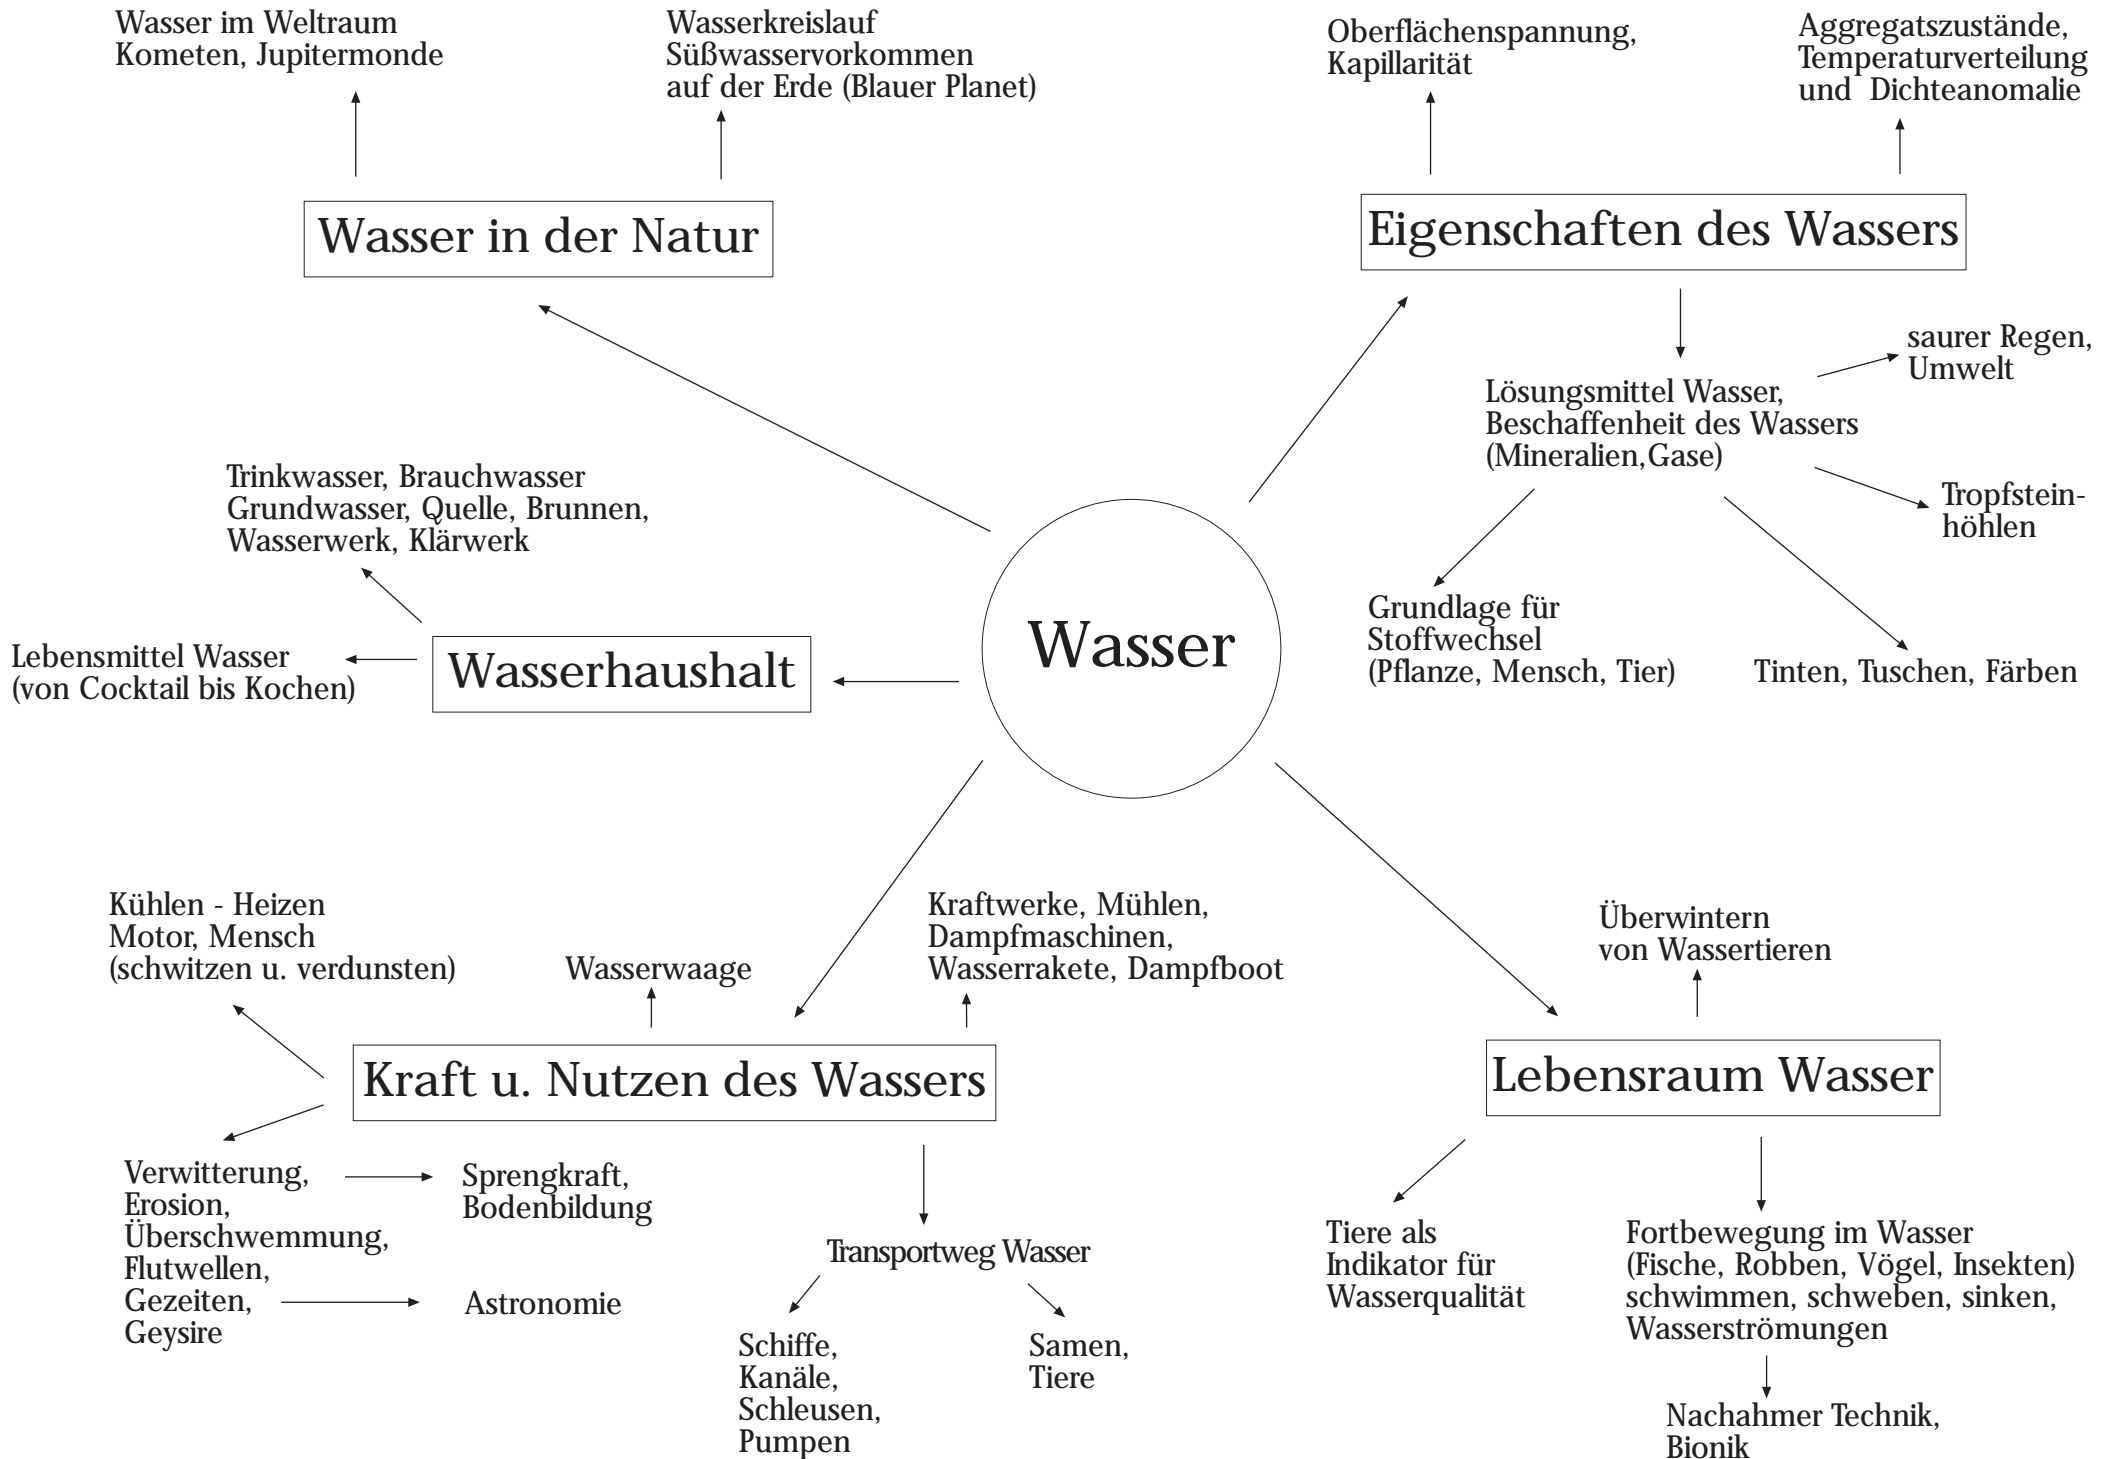 Wasser im Weltraum
Kometen, Jupitermonde
Wasserkreislauf
Süßwasservorkommen
auf der Erde (Blauer Planet)
Wasser in der Natur
Oberflächenspannung,
Kapillarität
Aggregatszustände,
Temperaturverteilung
und Dichteanomalie
Eigenschaften des Wassers
saurer Regen,
Umwelt
Lösungsmittel Wasser,
Beschaffenheit des Wassers
(Mineralien,Gase)
Tropfstein-
höhlen
Grundlage für
Stoffwechsel
(Pflanze, Mensch, Tier)
Tinten, Tuschen, Färben
Trinkwasser, Brauchwasser
Grundwasser, Quelle, Brunnen,
Wasserwerk, Klärwerk
Lebensmittel Wasser
(von Cocktail bis Kochen)
Wasserhaushalt
Wasser
Kühlen - Heizen
Motor, Mensch
(schwitzen u. verdunsten)
Wasserwaage
Kraftwerke, Mühlen,
Dampfmaschinen,
Wasserrakete, Dampfboot
Kraft u. Nutzen des Wassers
Verwitterung,
Erosion,
Überschwemmung,
Flutwellen,
Gezeiten,
Geysire
Sprengkraft,
Bodenbildung
Astronomie
Transportweg Wasser
Schiffe,
Kanäle,
Schleusen,
Pumpen
Samen,
Tiere
Überwintern
von Wassertieren
Lebensraum Wasser
Tiere als
Indikator für
Wasserqualität
Fortbewegung im Wasser
(Fische, Robben, Vögel, Insekten)
schwimmen, schweben, sinken,
Wasserströmungen
Nachahmer Technik,
Bionik